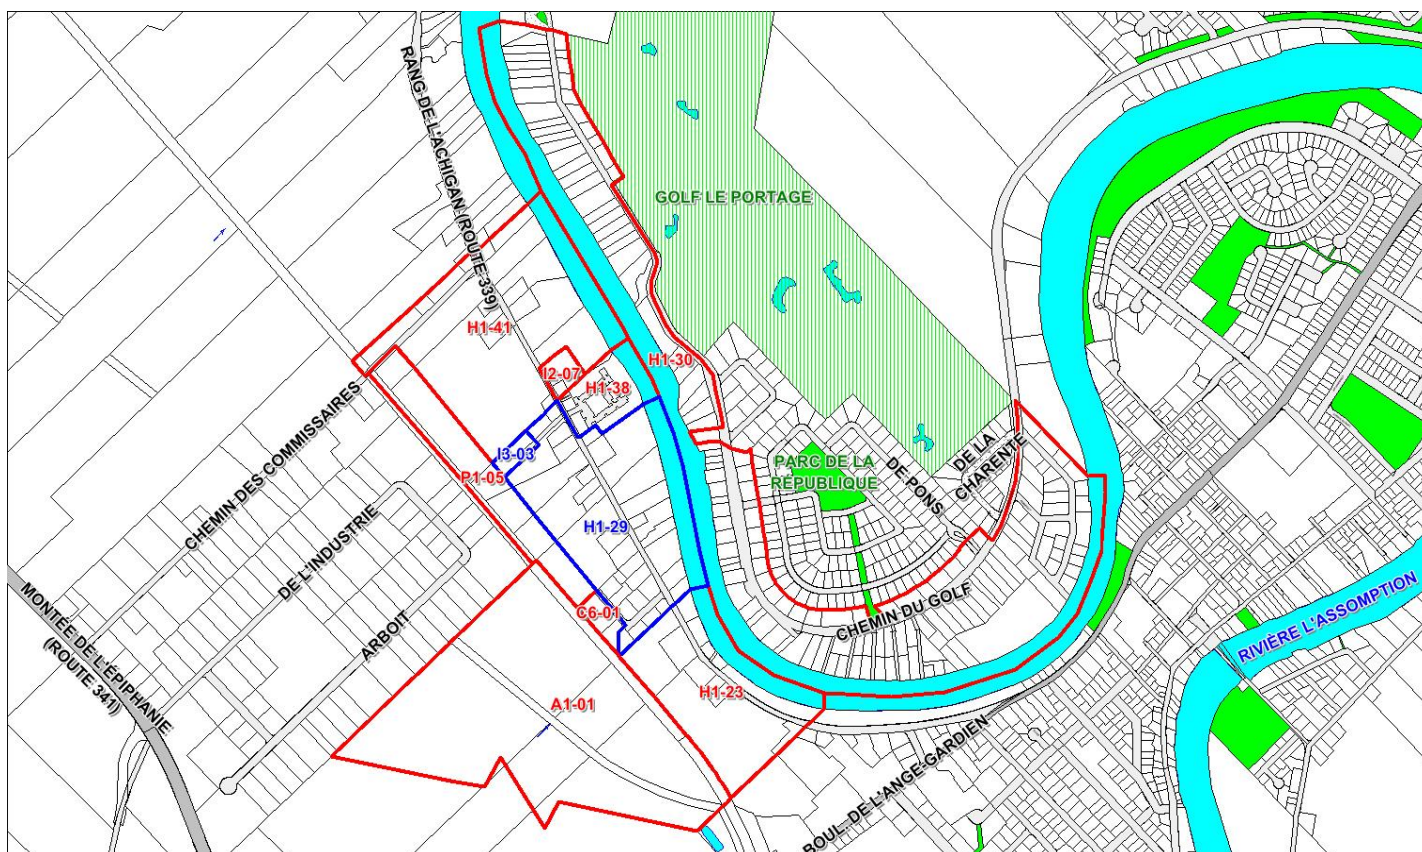 RANG DE L'ACHIGAN (ROUTE 339)
GOLF LE PORTAGE
H1-41
H1-30
I2-07
H1-38
CHEMIN DES COMMISSAIRES
I3-03
P1-05
PARC DE LA
RÉPUBLIQUE
DE PONS
DE LA
CHARENTE
DE L'INDUSTRIE
H1-29
MONTÉE DE L'ÉPIPHANIE
(ROUTE 341)
ARBOIT
C6-01
CHEMIN DU GOLF
RIVIÈRE L'ASSOMPTION
A1-01
H1-23
BOUL. DE L'ANGE-GARDIEN